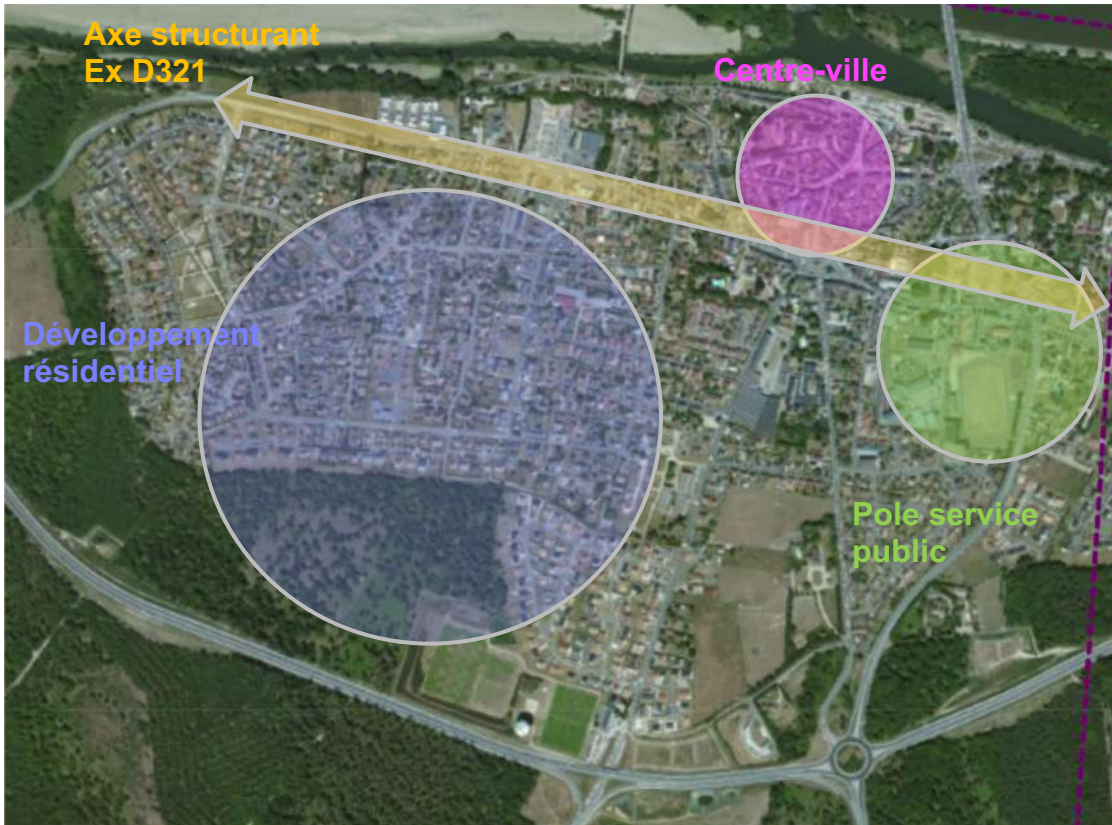 Axe structurant
Ex D321
Centre-ville
Développement
résidentiel
Pole service
public